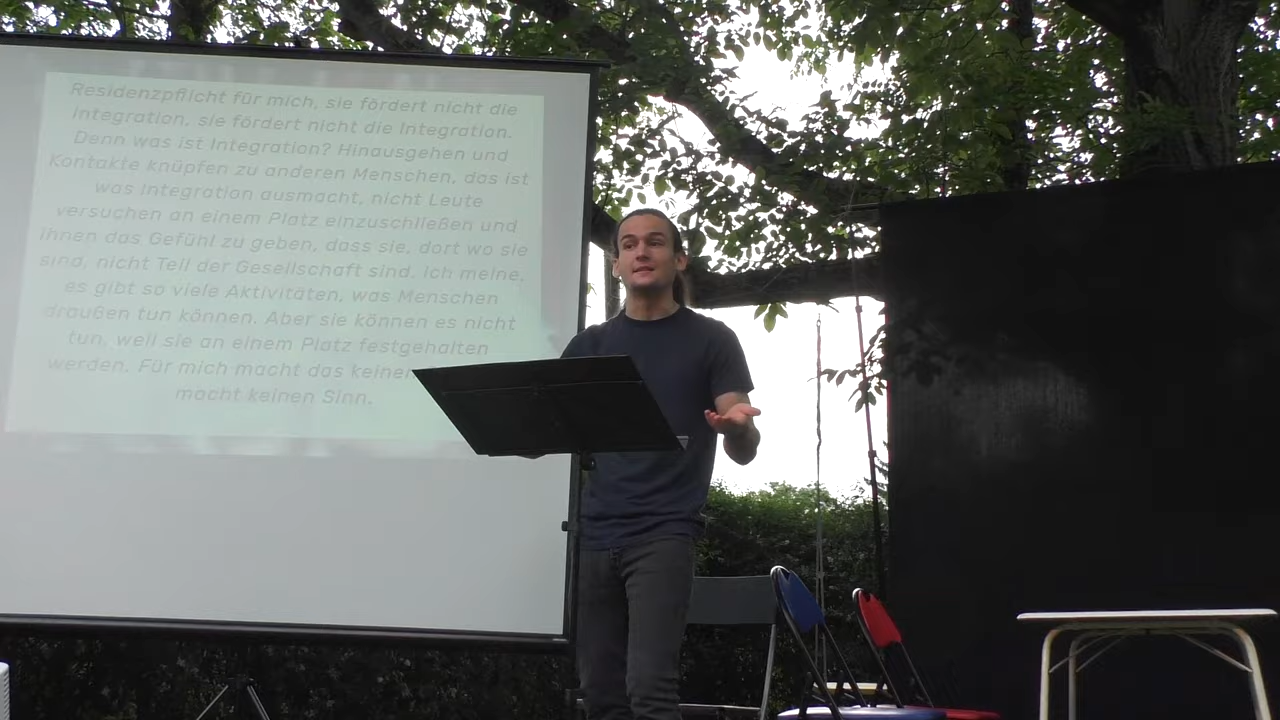 Residenzpflicht für mich, sie fördert nicht die
Integration, sie fördert nicht die Integration.
Denn was ist Integration? Hinausgehen und
Kontakte knüpfen zu anderen Menschen, das ist
was Integration ausmacht, nicht Leute
versuchen an einem Platz einzuschließen und
ihnen das Gefühl zu geben, dass sie, dort wo sie
sind, nicht Teil der Gesellschaft sind. Ich meine,
es gibt so viele Aktivitäten, was Menschen
draußen tun können. Aber sie können es nicht
tun, weil sie an einem Platz festgehalten
werden. Für mich macht das keinen
macht keinen Sinn.